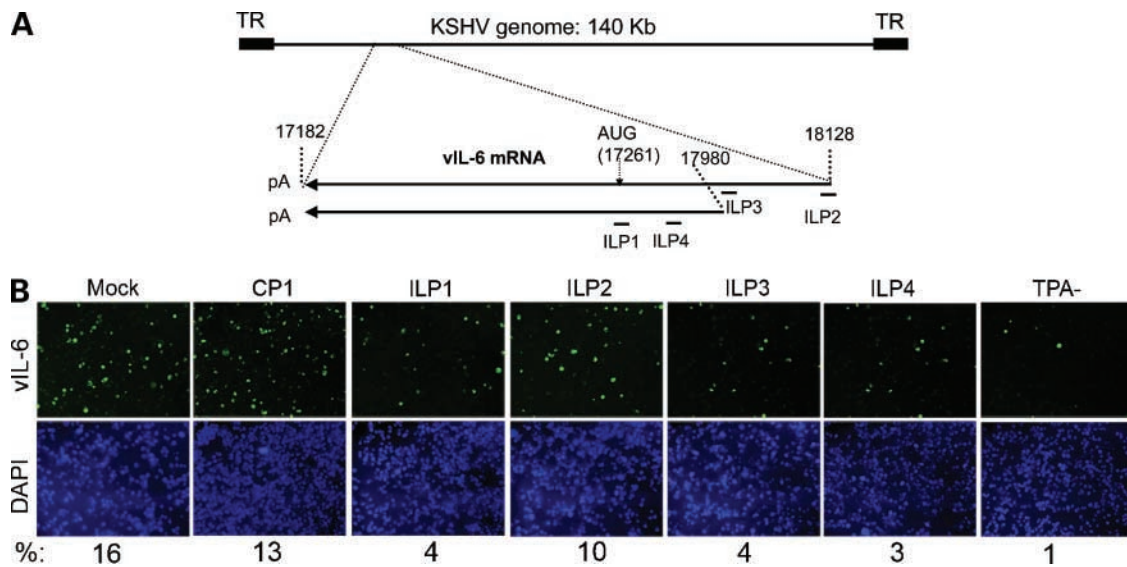 A
TR KSHV genome: 140 Kb TR
17182 AUG 17980 18128
vIL-6 mRNA (17261)
pA
pA ILP3 ILP2
ILP1 ILP4
B Mock CP1 ILP1 ILP2 ILP3 ILP4 TPA-
vIL-6
DAPI
%: 16 13 4 10 4 3 1